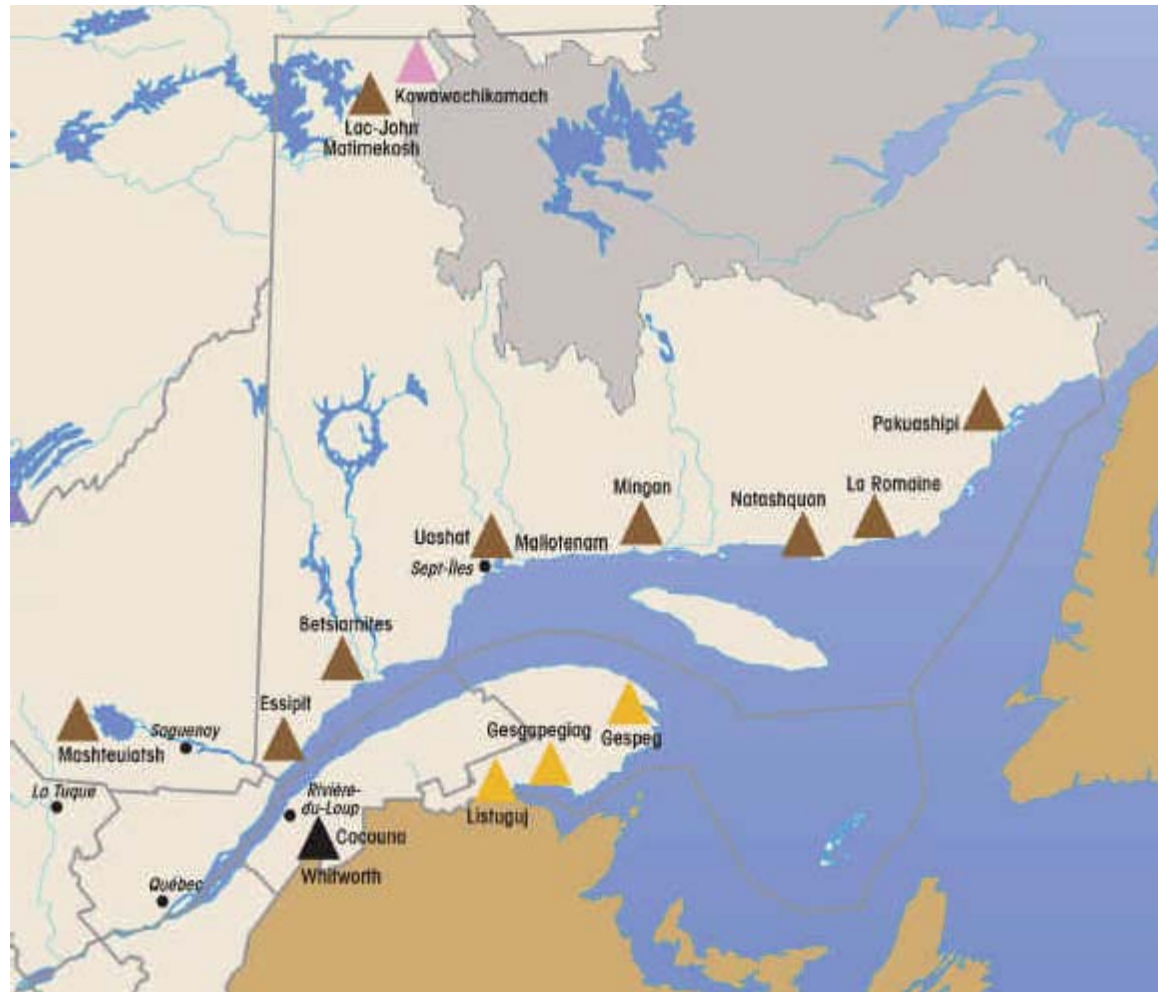 Kawawachikamach
Lac-John
Matimekosh
Pakuashipi
La Romaine
Mingan
Natashquan
Uashat
Maliotenam
Sept-Îles
Betsiamites
Essipit
Mashteuiatsh
Saguenay
Gesgapegiag
Gespeg
La Tuque
Rivière-
du-Loup
Listuguj
Cacouna
Whitworth
Québec